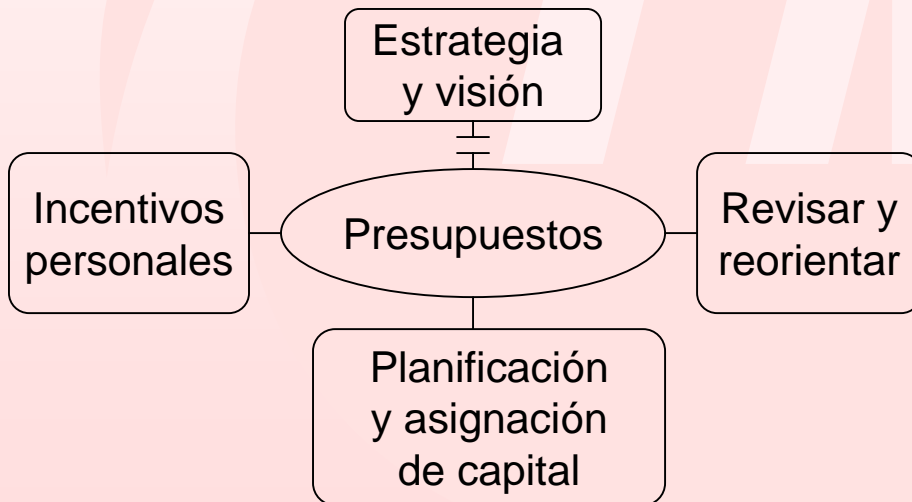 Estrategia
y visión
Incentivos
personales
Presupuestos
Revisar y
reorientar
Planificación
y asignación
de capital